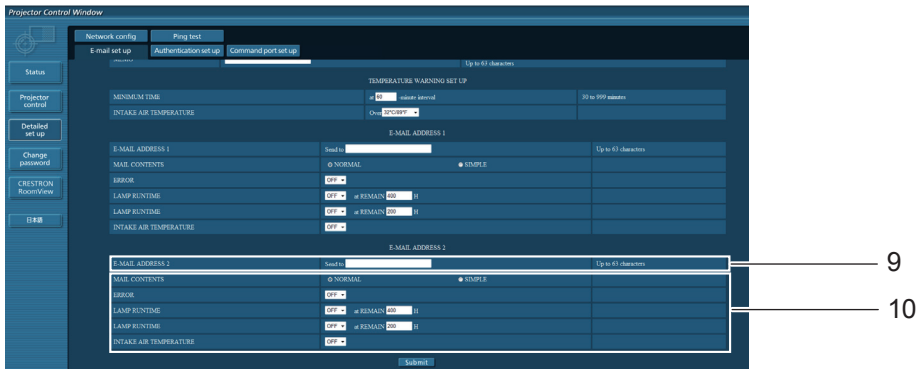 Projector Control Window
Network config Ping test
E-mail set up Authentication set up Command port set up
Status
Projector control
Detailed set up
Change password
CRESTRON RoomView
日本語
MEMO Up to 63 characters
TEMPERATURE WARNING SET UP
MINIMUM TIME at 60 minute interval 30 to 999 minutes
INTAKE AIR TEMPERATURE Over
E-MAIL ADDRESS 1
E-MAIL ADDRESS 1 Send to Up to 63 characters
MAIL CONTENTS NORMAL SIMPLE
ERROR OFF
LAMP RUNTIME OFF at REMAIN 400 H
LAMP RUNTIME OFF at REMAIN 200 H
INTAKE AIR TEMPERATURE OFF
E-MAIL ADDRESS 2
E-MAIL ADDRESS 2 Send to Up to 63 characters 9
MAIL CONTENTS NORMAL SIMPLE
ERROR OFF
LAMP RUNTIME OFF at REMAIN 400 H 10
LAMP RUNTIME OFF at REMAIN 200 H
INTAKE AIR TEMPERATURE OFF
Submit